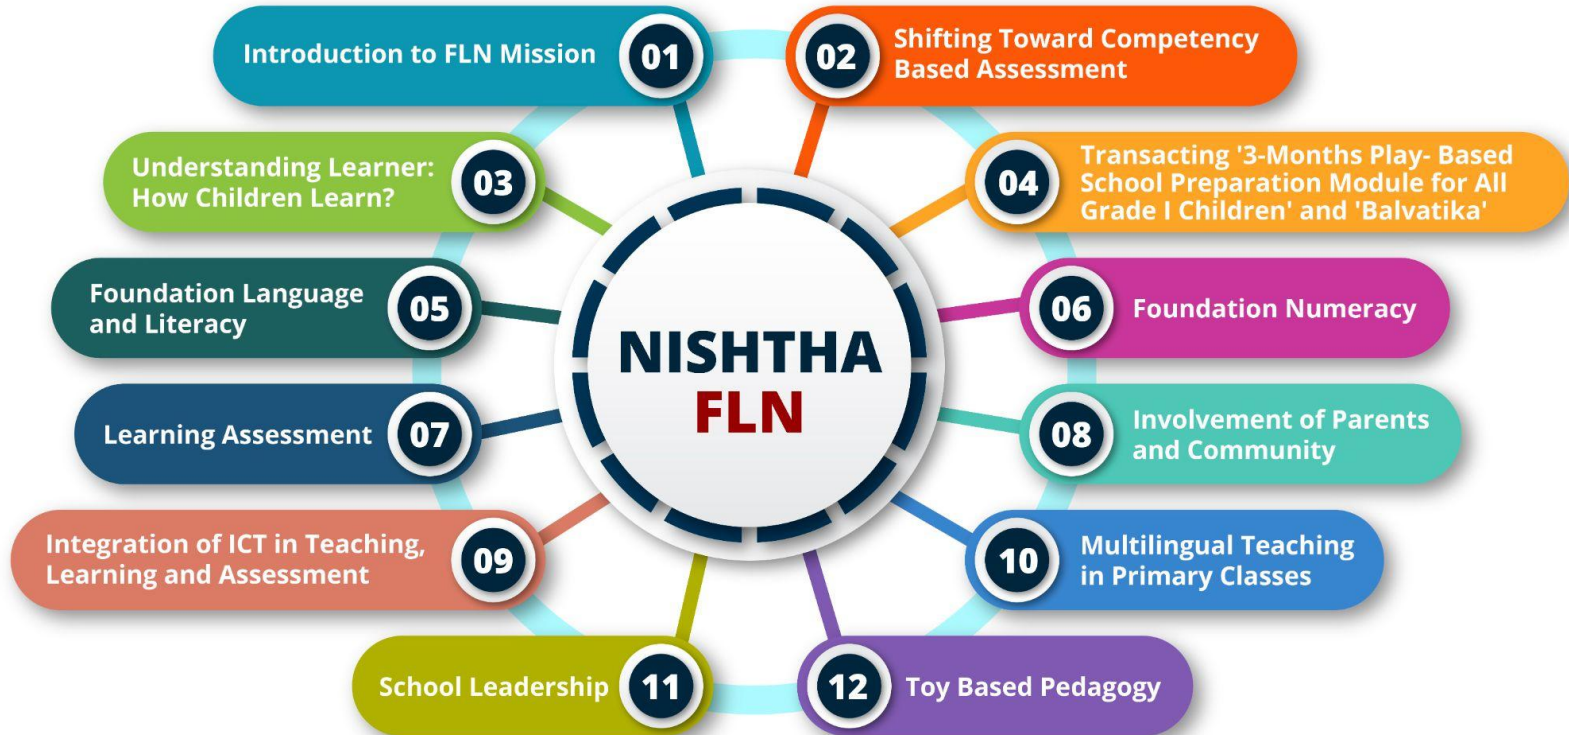 Introduction to FLN Mission
01
02
Shifting Toward Competency
Based Assessment
Understanding Learner:
How Children Learn?
03
04
Transacting '3-Months Play- Based
School Preparation Module for All
Grade I Children' and 'Balvatika'
Foundation Language
and Literacy
05
06
Foundation Numeracy
NISHTHA
FLN
Learning Assessment
07
08
Involvement of Parents
and Community
Integration of ICT in Teaching,
Learning and Assessment
09
10
Multilingual Teaching
in Primary Classes
School Leadership
11
12
Toy Based Pedagogy